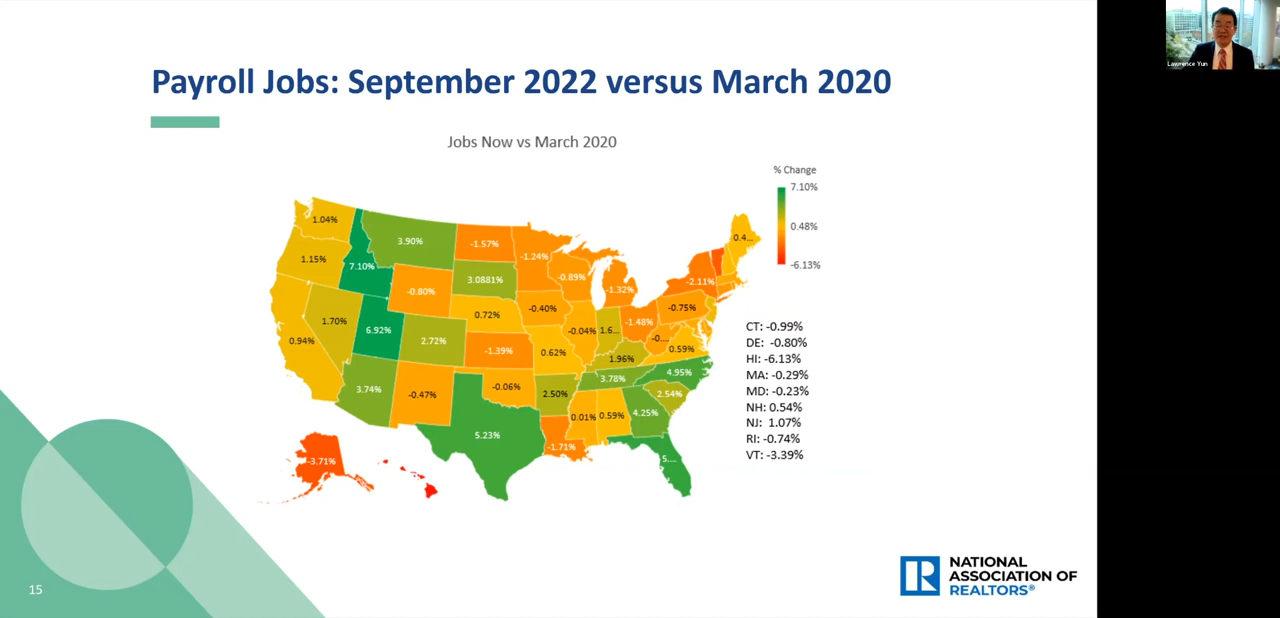 Lawrence Yun
Payroll Jobs: September 2022 versus March 2020
Jobs Now vs March 2020
% Change
7.10%
0.48%
-6.13%
1.04%
1.15%
7.10%
3.90%
-1.57%
-1.24%
-0.89%
-1.32%
-2.11%
0.4...
-0.80%
3.0881%
1.70%
6.92%
0.72%
-0.40%
-0.04%
1.6...
-1.48%
-0.75%
0.94%
2.72%
-1.39%
0.62%
1.96%
-0....
0.59%
3.74%
-0.47%
-0.06%
2.50%
3.78%
4.95%
2.54%
5.23%
-1.71%
0.01%
0.59%
4.25%
5....
-3.71%
CT: -0.99%
DE: -0.80%
HI: -6.13%
MA: -0.29%
MD: -0.23%
NH: 0.54%
NJ: 1.07%
RI: -0.74%
VT: -3.39%
15
R
NATIONAL
ASSOCIATION OF
REALTORS®